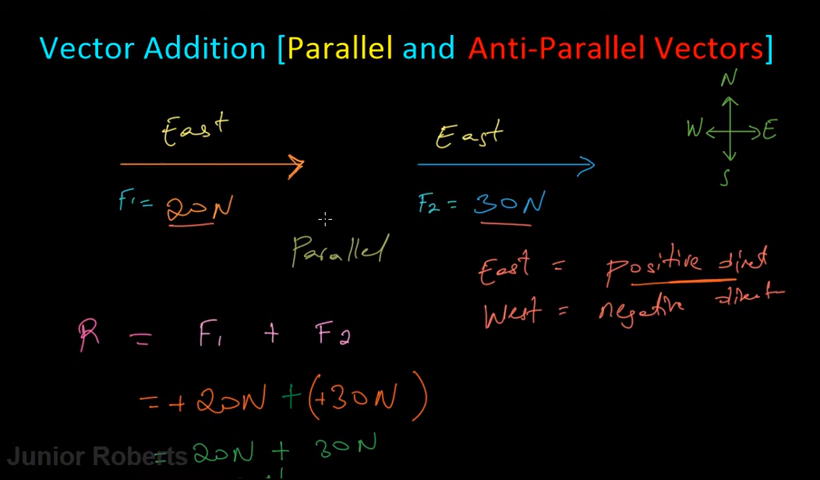 Vector Addition [Parallel and Anti-Parallel Vectors]
N
W E
S
East East
F1 = 20N F2 = 30N
Parallel
East = positive direct
West = negative direct
R = F1 + F2
= +20N + (+30N)
= 20N + 30N
Junior Roberts